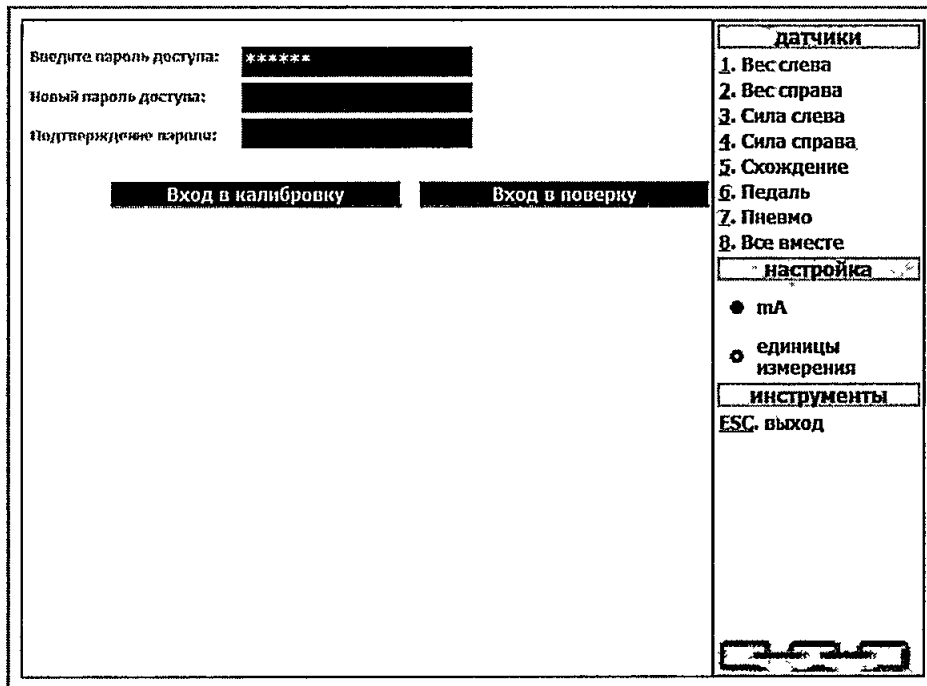 Введите пароль доступа:
******
Новый пароль доступа:
Подтверждение пароля:
Вход в калибровку
Вход в поверку
датчики
1. Вес слева
2. Вес справа
3. Сила слева
4. Сила справа
5. Схождение
6. Педаль
7. Пневмо
8. Все вместе
настройка
mA
единицы
измерения
инструменты
ESC. выход